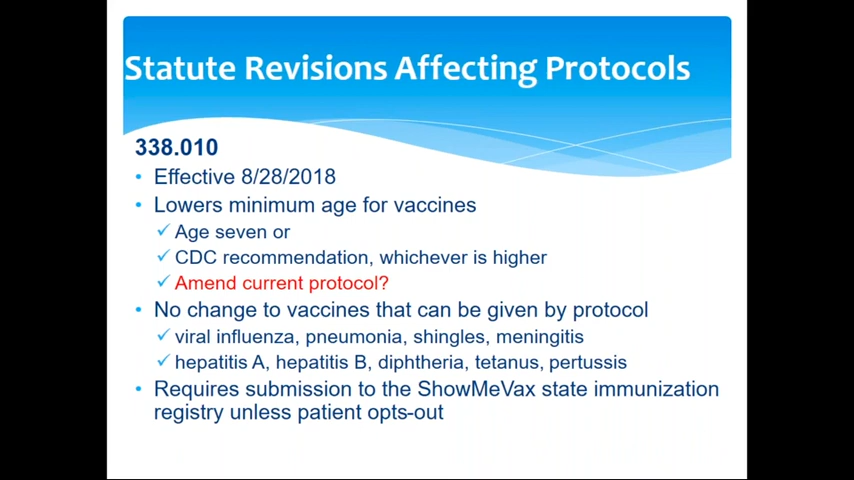 Statute Revisions Affecting Protocols
338.010
• Effective 8/28/2018
• Lowers minimum age for vaccines
✓ Age seven or
✓ CDC recommendation, whichever is higher
✓ Amend current protocol?
• No change to vaccines that can be given by protocol
✓ viral influenza, pneumonia, shingles, meningitis
✓ hepatitis A, hepatitis B, diphtheria, tetanus, pertussis
• Requires submission to the ShowMeVax state immunization
registry unless patient opts-out